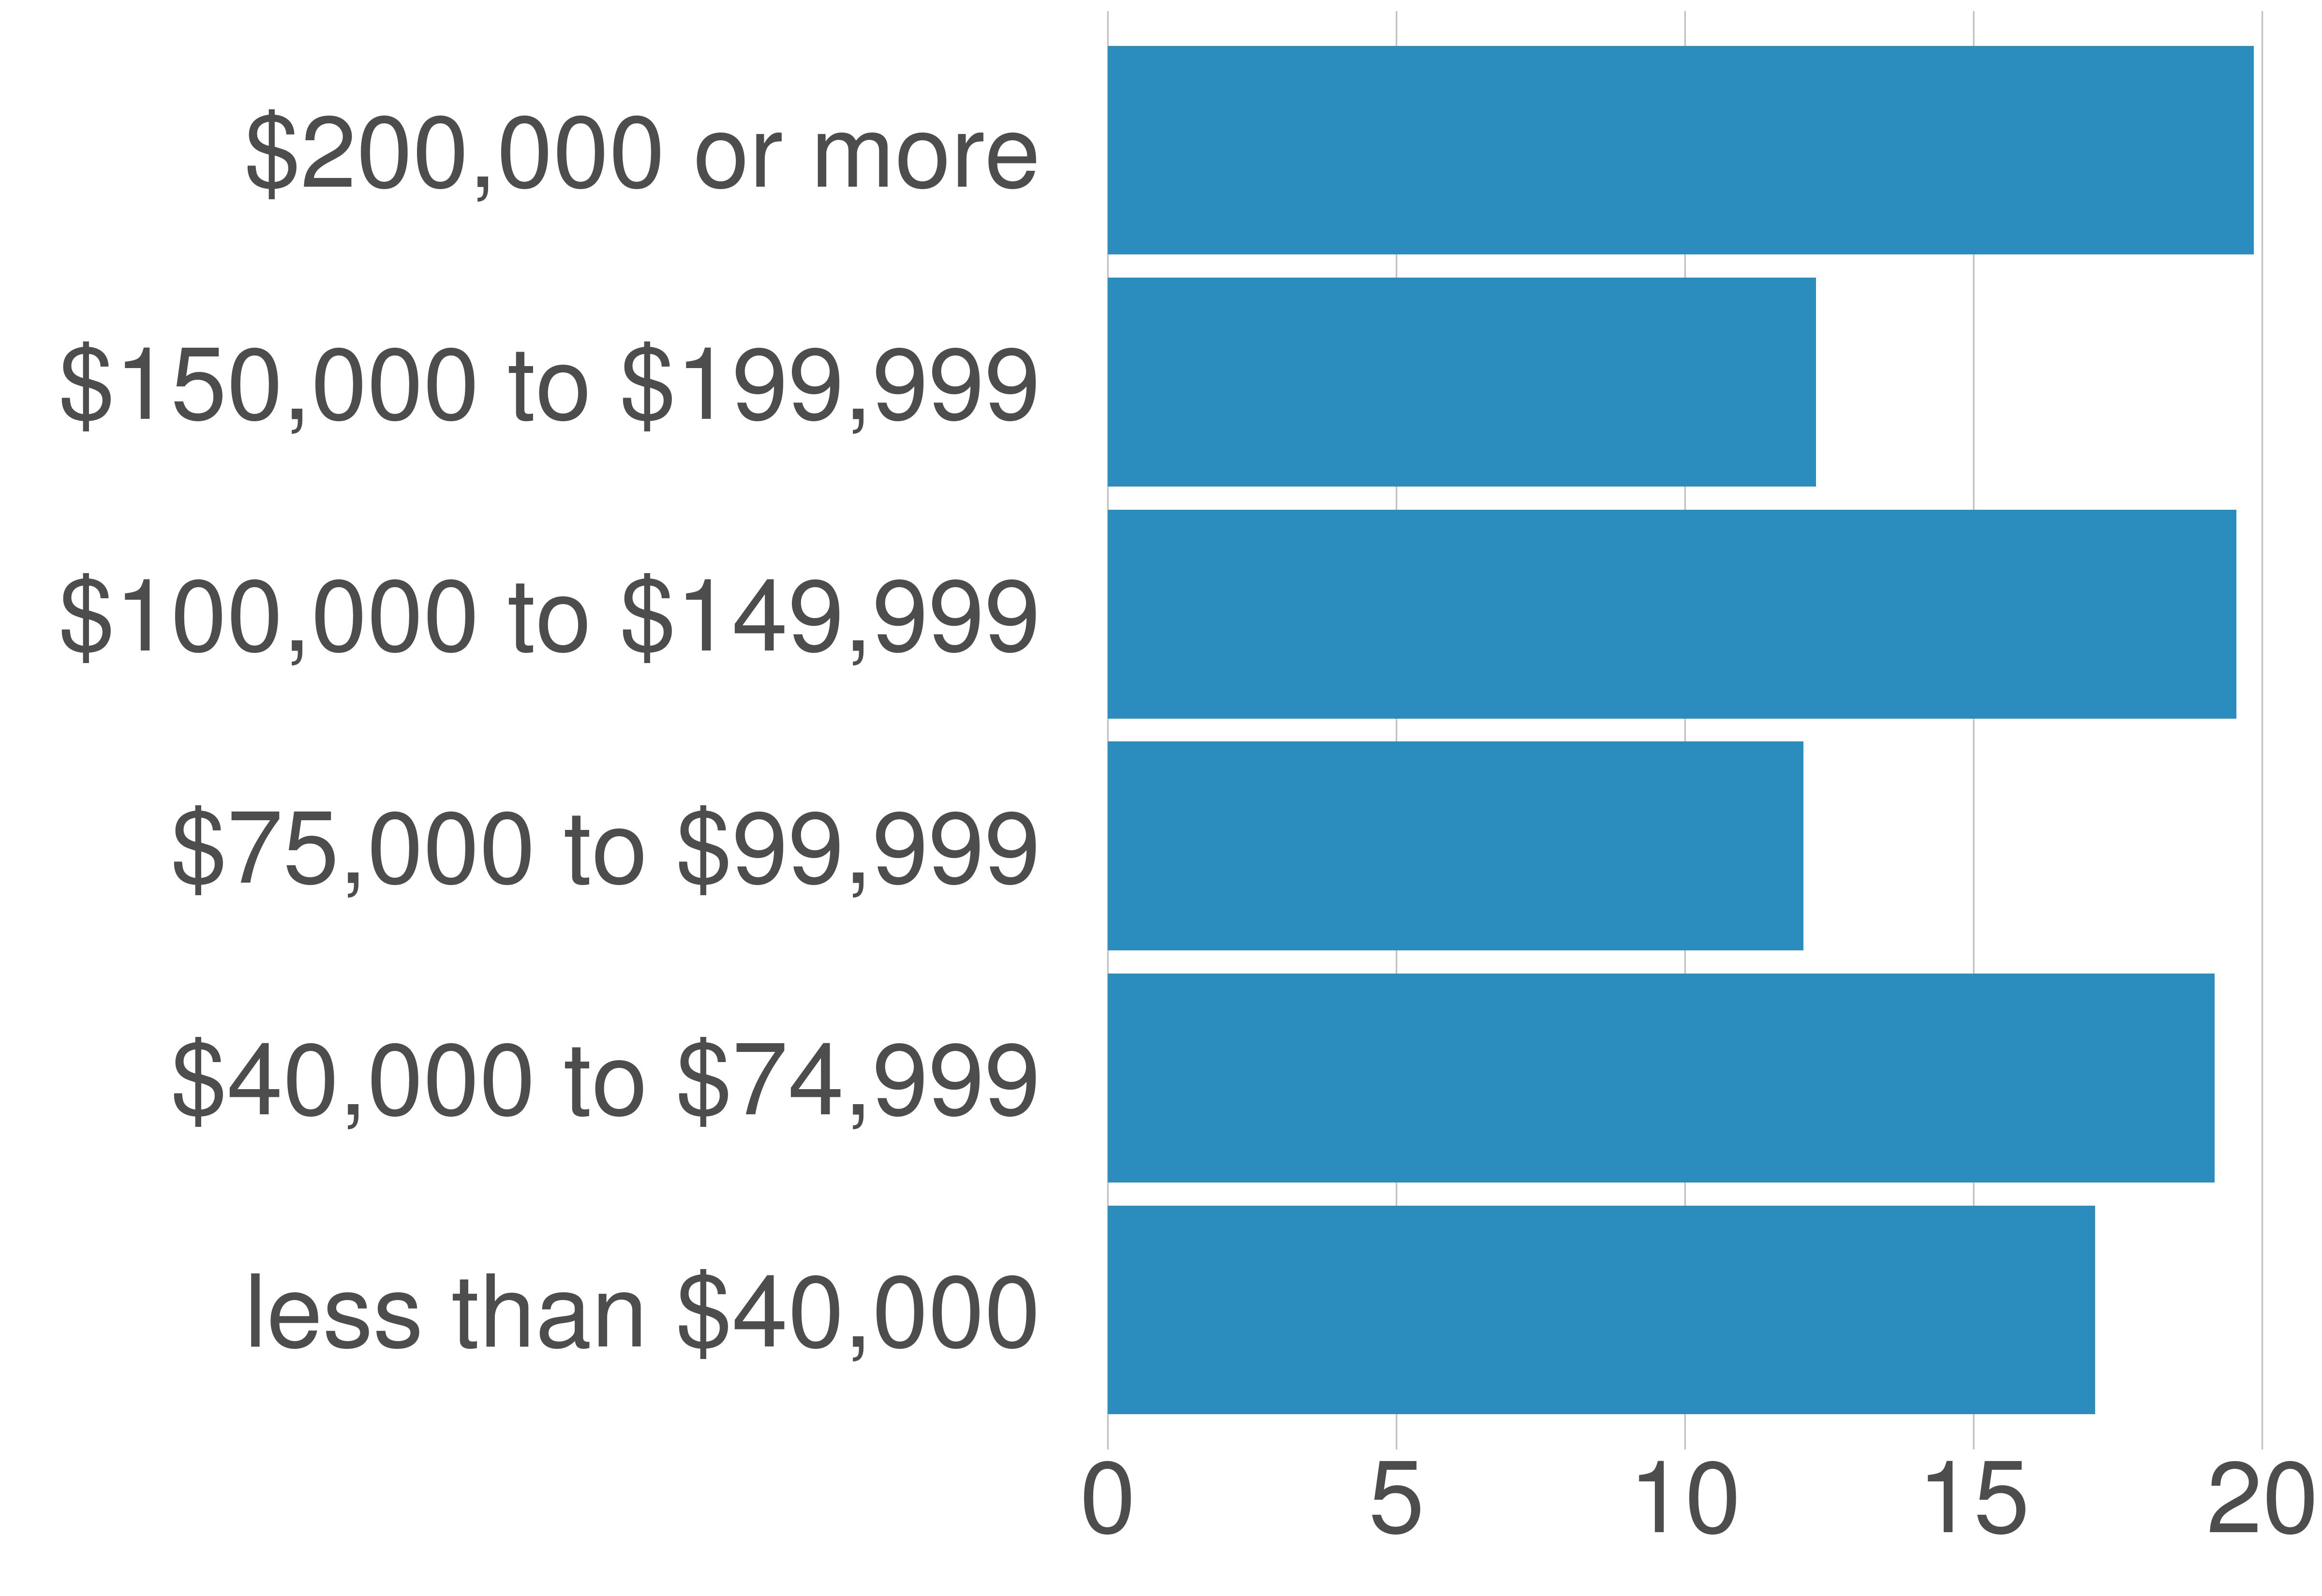 $200,000 or more
$150,000 to $199,999
$100,000 to $149,999
$75,000 to $99,999
$40,000 to $74,999
less than $40,000
0 5 10 15 20